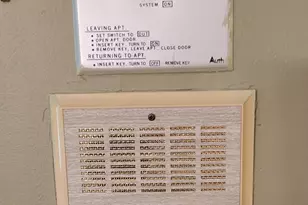 SYSTEM ON
LEAVING APT.
• SET SWITCH TO OUT
• OPEN APT. DOOR
• INSERT KEY, TURN TO ON
• REMOVE KEY, LEAVE APT., CLOSE DOOR
RETURNING TO APT.
• INSERT KEY, TURN TO OFF REMOVE KEY
Auth